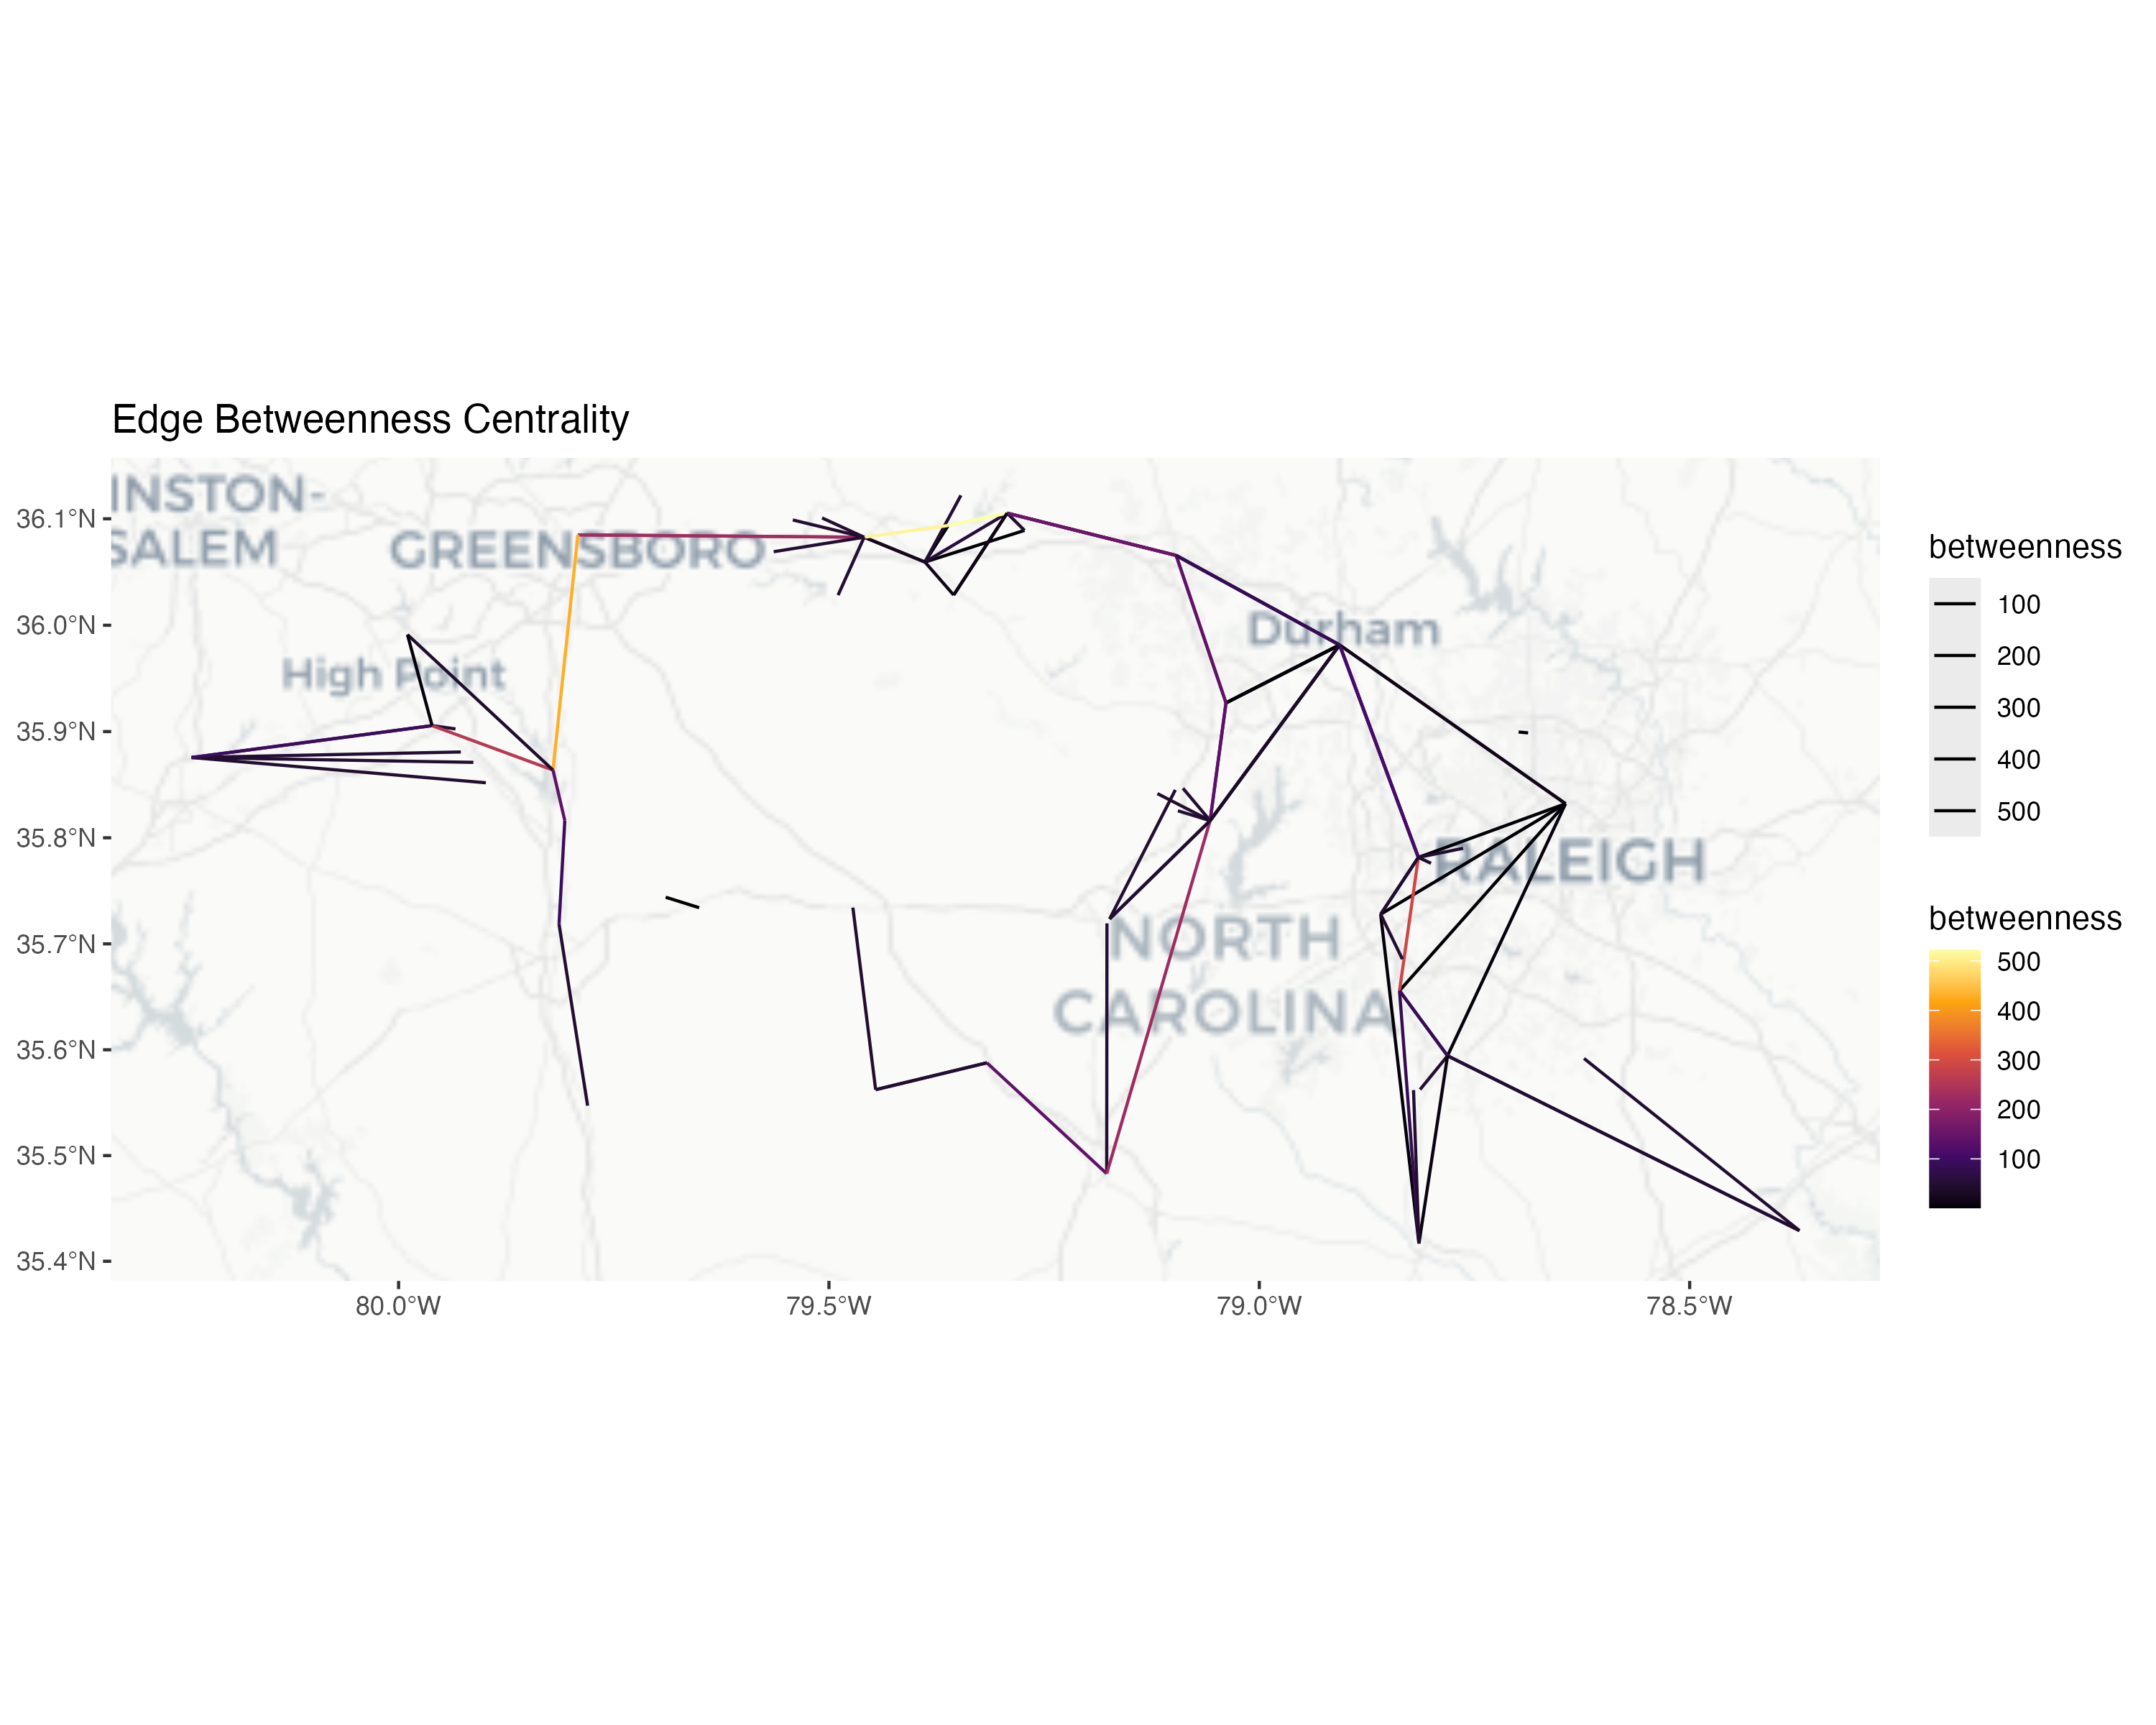 Edge Betweenness Centrality
INSTON-
SALEM
GREENSBORO
High Point
Durham
RALEIGH
NORTH
CAROLINA
36.1°N
36.0°N
35.9°N
35.8°N
35.7°N
35.6°N
35.5°N
35.4°N
80.0°W
79.5°W
79.0°W
78.5°W
betweenness
100
200
300
400
500
betweenness
500
400
300
200
100